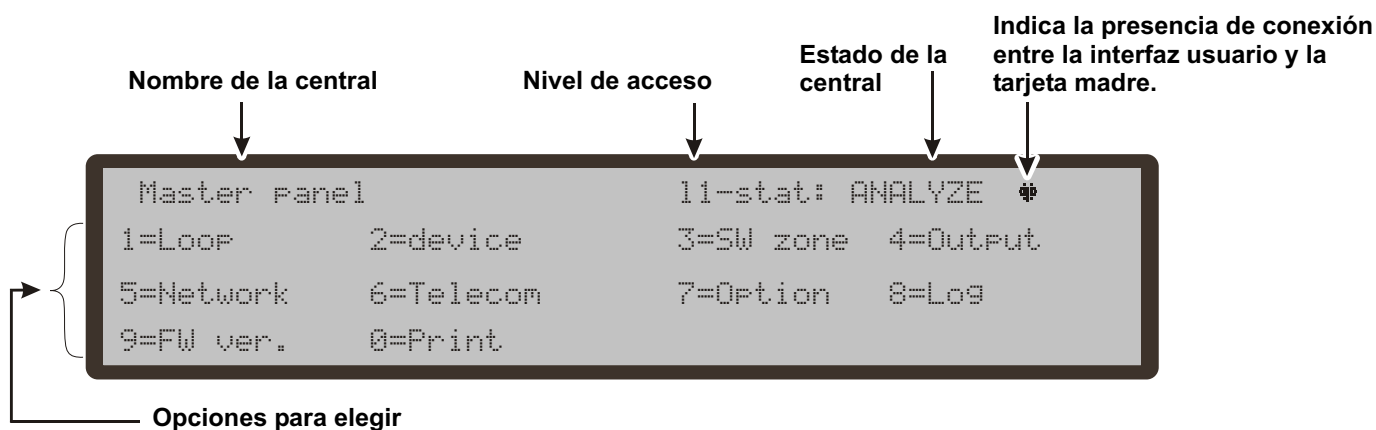 Indica la presencia de conexión
entre la interfaz usuario y la
tarjeta madre.
Estado de la
central
Nivel de acceso
Nombre de la central
Master panel l1-stat: ANALYZE
1=Loop 2=device 3=SW zone 4=Output
5=Network 6=Telecom 7=Option 8=Log
9=FW ver. 0=Print
Opciones para elegir